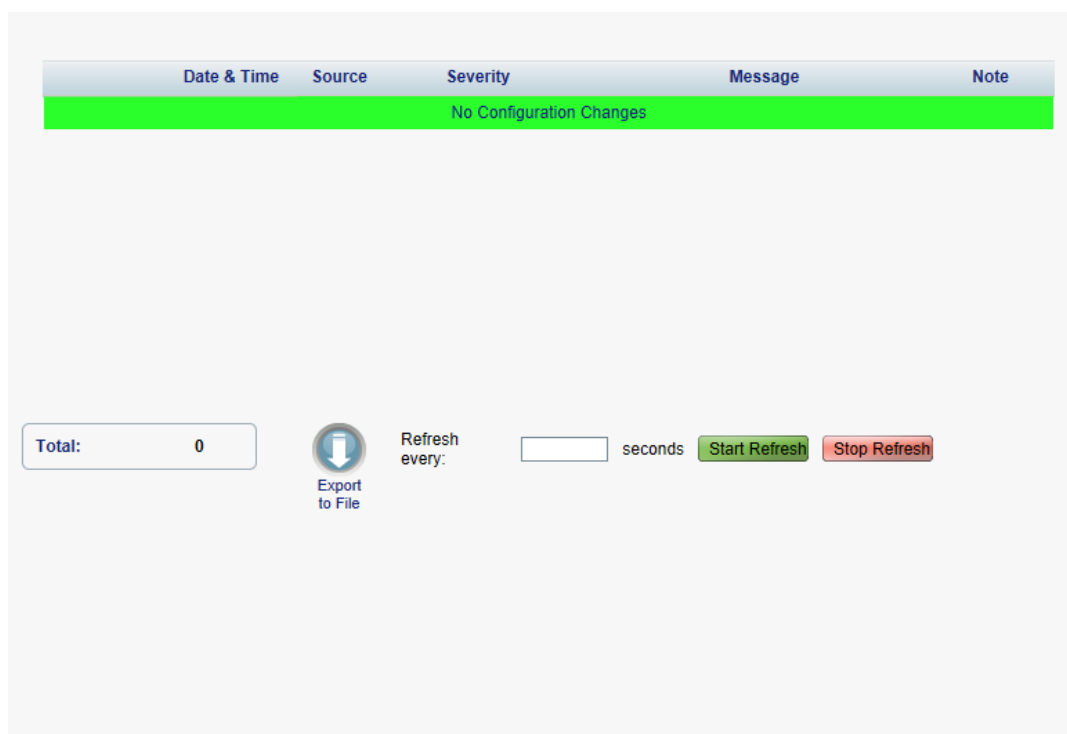 Date & Time Source Severity Message Note
No Configuration Changes
Total: 0
Export
to File
Refresh
every:
seconds
Start Refresh
Stop Refresh